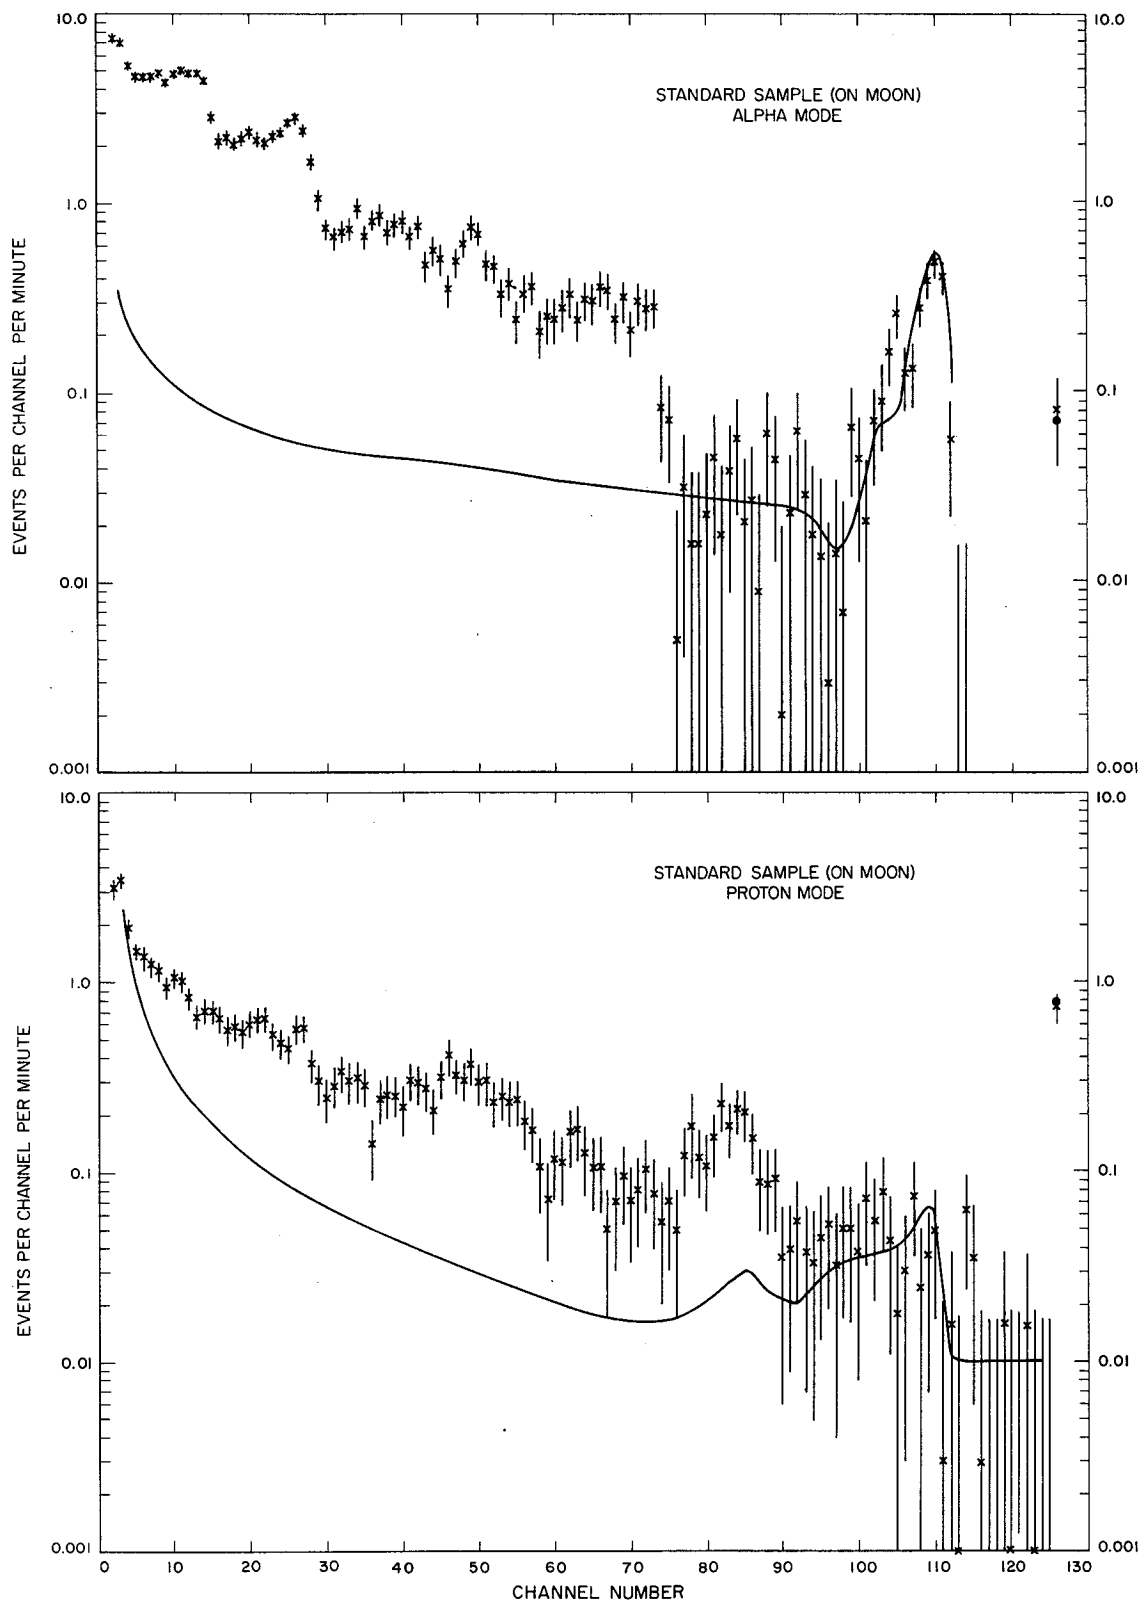 10.0
10.0
STANDARD SAMPLE (ON MOON)
ALPHA MODE
1.0
1.0
EVENTS PER CHANNEL PER MINUTE
0.1
0.1
0.01
0.01
0.001
0.001
10.0
10.0
STANDARD SAMPLE (ON MOON)
PROTON MODE
1.0
1.0
EVENTS PER CHANNEL PER MINUTE
0.1
0.1
0.01
0.01
0.001
0.001
0 10 20 30 40 50 60 70 80 90 100 110 120 130
CHANNEL NUMBER